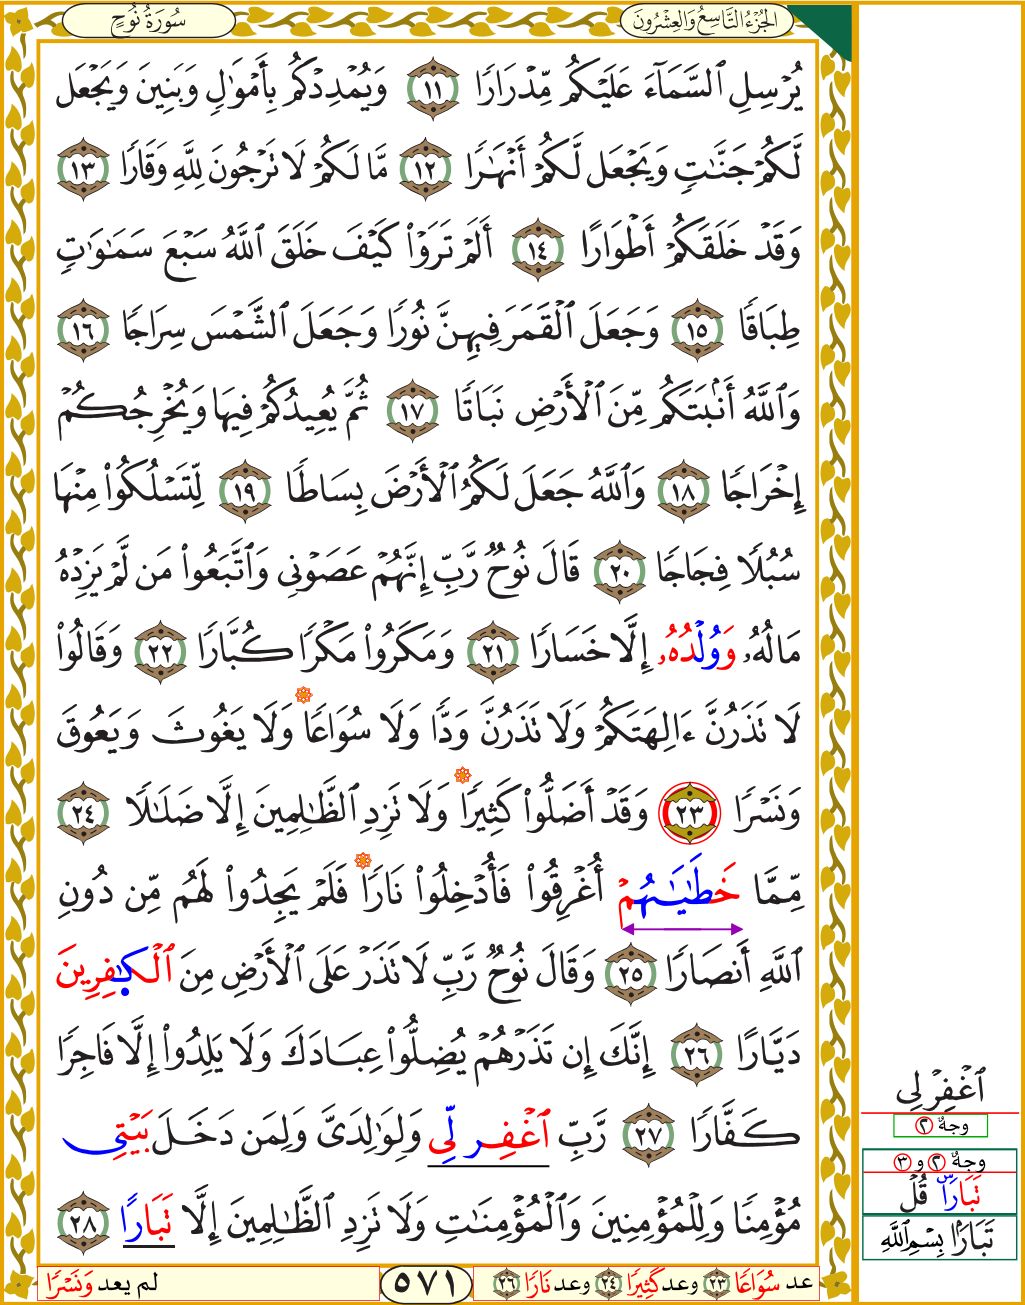 سُورَةُ نُوحٍ
الجُزْءُ التَّاسِعُ وَالعِشْرُونَ
يُرْسِلِ ٱلسَّمَآءَ عَلَيْكُم مِّدْرَارًا ١١ وَيُمْدِدْكُم بِأَمْوَٰلٍ وَبَنِينَ وَيَجْعَل
لَّكُمْ جَنَّٰتٍ وَيَجْعَل لَّكُمْ أَنْهَٰرًا ١٢ مَّا لَكُمْ لَا تَرْجُونَ لِلَّهِ وَقَارًا ١٣
وَقَدْ خَلَقَكُمْ أَطْوَارًا ١٤ أَلَمْ تَرَوْا۟ كَيْفَ خَلَقَ ٱللَّهُ سَبْعَ سَمَٰوَٰتٍ
طِبَاقًا ١٥ وَجَعَلَ ٱلْقَمَرَ فِيهِنَّ نُورًا وَجَعَلَ ٱلشَّمْسَ سِرَاجًا ١٦
وَٱللَّهُ أَنۢبَتَكُم مِّنَ ٱلْأَرْضِ نَبَاتًا ١٧ ثُمَّ يُعِيدُكُمْ فِيهَا وَيُخْرِجُكُمْ
إِخْرَاجًا ١٨ وَٱللَّهُ جَعَلَ لَكُمُ ٱلْأَرْضَ بِسَاطًا ١٩ لِّتَسْلُكُوا۟ مِنْهَا
سُبُلًا فِجَاجًا ٢٠ قَالَ نُوحٌ رَّبِّ إِنَّهُمْ عَصَوْنِى وَٱتَّبَعُوا۟ مَن لَّمْ يَزِدْهُ
مَالُهُۥ وَوُلْدُهُۥ إِلَّا خَسَارًا ٢١ وَمَكَرُوا۟ مَكْرًا كُبَّارًا ٢٢ وَقَالُوا۟
لَا تَذَرُنَّ ءَالِهَتَكُمْ وَلَا تَذَرُنَّ وَدًّا وَلَا سُوَاعًا وَلَا يَغُوثَ وَيَعُوقَ
وَنَسْرًا ٢٣ وَقَدْ أَضَلُّوا۟ كَثِيرًا وَلَا تَزِدِ ٱلظَّٰلِمِينَ إِلَّا ضَلَٰلًا ٢٤
مِّمَّا خَطَٰيَٰهُمْ أُغْرِقُوا۟ فَأُدْخِلُوا۟ نَارًا فَلَمْ يَجِدُوا۟ لَهُم مِّن دُونِ
ٱللَّهِ أَنصَارًا ٢٥ وَقَالَ نُوحٌ رَّبِّ لَا تَذَرْ عَلَى ٱلْأَرْضِ مِنَ ٱلْكَٰفِرِينَ
دَيَّارًا ٢٦ إِنَّكَ إِن تَذَرْهُمْ يُضِلُّوا۟ عِبَادَكَ وَلَا يَلِدُوٓا۟ إِلَّا فَاجِرًا
كَفَّارًا ٢٧ رَّبِّ ٱغْفِر لِّى وَلِوَٰلِدَىَّ وَلِمَن دَخَلَ بَيْتِى
مُؤْمِنًا وَلِلْمُؤْمِنِينَ وَٱلْمُؤْمِنَٰتِ وَلَا تَزِدِ ٱلظَّٰلِمِينَ إِلَّا تَبَارًا ٢٨
ٱغْفِرْ لِى
وجهٌ ٢
وجهٌ ٢ و ٣
تَبَارًاۜ قُلْ
تَبَارًا بِسْمِ ٱللَّهِ
عد سُوَاعًا ٢٣ وعد كَثِيرًا ٢٤ وعد نَارًا ٢٦
٥٧١
لم يعد وَنَسْرًا